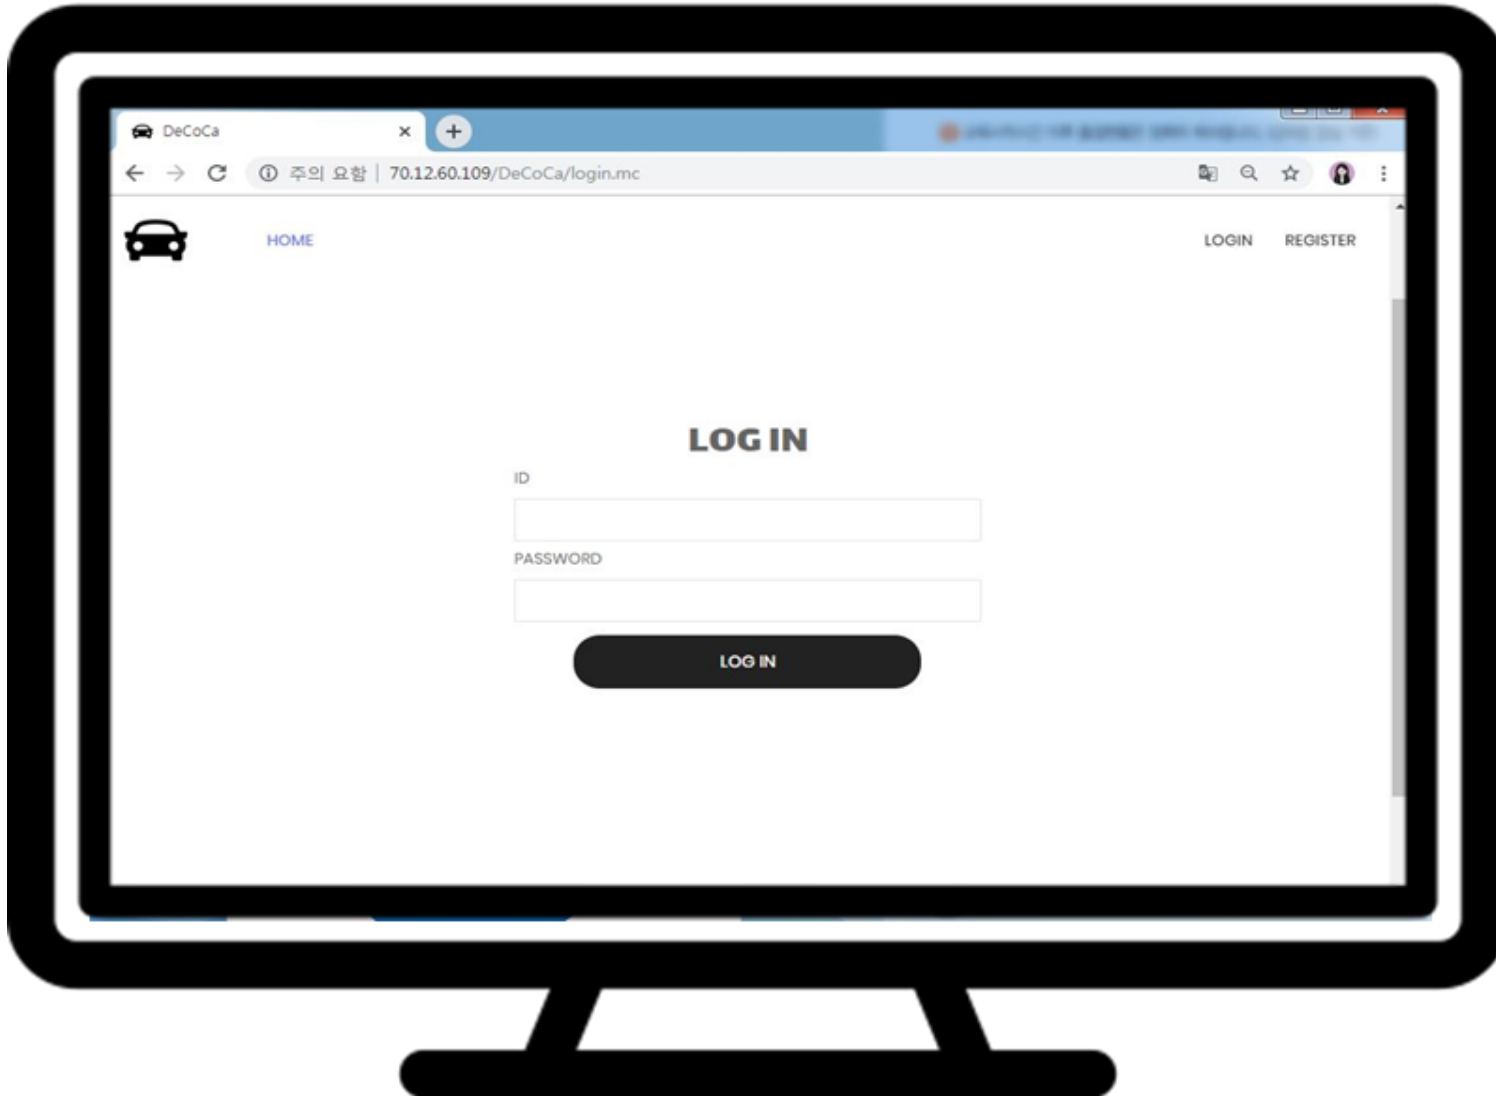 DeCoCa
주의 요함 | 70.12.60.109/DeCoCa/login.mc
HOME
LOGIN REGISTER
LOG IN
ID
PASSWORD
LOG IN